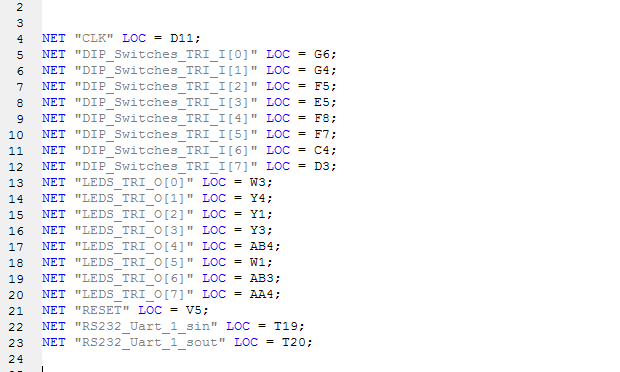 2
3
4 NET "CLK" LOC = D11;
5 NET "DIP_Switches_TRI_I[0]" LOC = G6;
6 NET "DIP_Switches_TRI_I[1]" LOC = G4;
7 NET "DIP_Switches_TRI_I[2]" LOC = F5;
8 NET "DIP_Switches_TRI_I[3]" LOC = E5;
9 NET "DIP_Switches_TRI_I[4]" LOC = F8;
10 NET "DIP_Switches_TRI_I[5]" LOC = F7;
11 NET "DIP_Switches_TRI_I[6]" LOC = C4;
12 NET "DIP_Switches_TRI_I[7]" LOC = D3;
13 NET "LEDS_TRI_O[0]" LOC = W3;
14 NET "LEDS_TRI_O[1]" LOC = Y4;
15 NET "LEDS_TRI_O[2]" LOC = Y1;
16 NET "LEDS_TRI_O[3]" LOC = Y3;
17 NET "LEDS_TRI_O[4]" LOC = AB4;
18 NET "LEDS_TRI_O[5]" LOC = W1;
19 NET "LEDS_TRI_O[6]" LOC = AB3;
20 NET "LEDS_TRI_O[7]" LOC = AA4;
21 NET "RESET" LOC = V5;
22 NET "RS232_Uart_1_sin" LOC = T19;
23 NET "RS232_Uart_1_sout" LOC = T20;
24